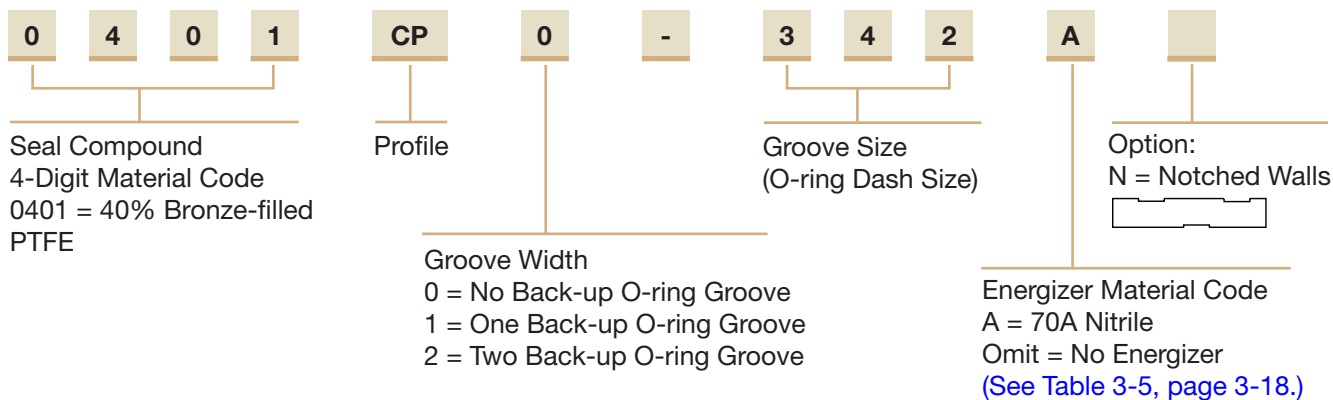 0 4 0 1 CP 0 - 3 4 2 A
Seal Compound
4-Digit Material Code
0401 = 40% Bronze-filled
PTFE
Profile
Groove Width
0 = No Back-up O-ring Groove
1 = One Back-up O-ring Groove
2 = Two Back-up O-ring Groove
Groove Size
(O-ring Dash Size)
Energizer Material Code
A = 70A Nitrile
Omit = No Energizer
(See Table 3-5, page 3-18.)
Option:
N = Notched Walls